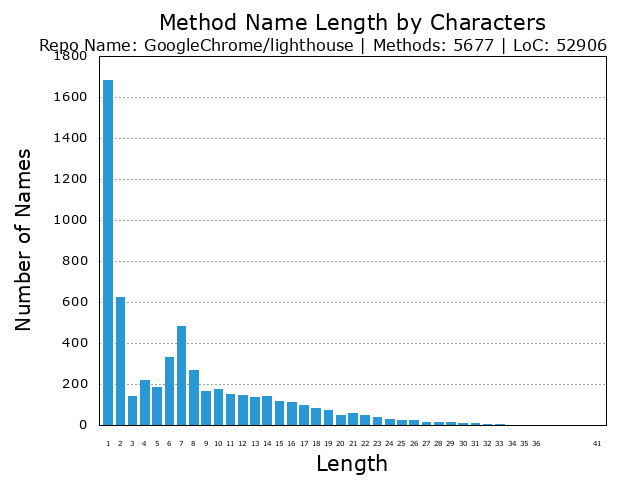 Method Name Length by Characters
Repo Name: GoogleChrome/lighthouse | Methods: 5677 | LoC: 52906
1800
1600
1400
1200
1000
800
600
400
200
0
Number of Names
1 2 3 4 5 6 7 8 9 10 11 12 13 14 15 16 17 18 19 20 21 22 23 24 25 26 27 28 29 30 31 32 33 34 35 36 41
Length